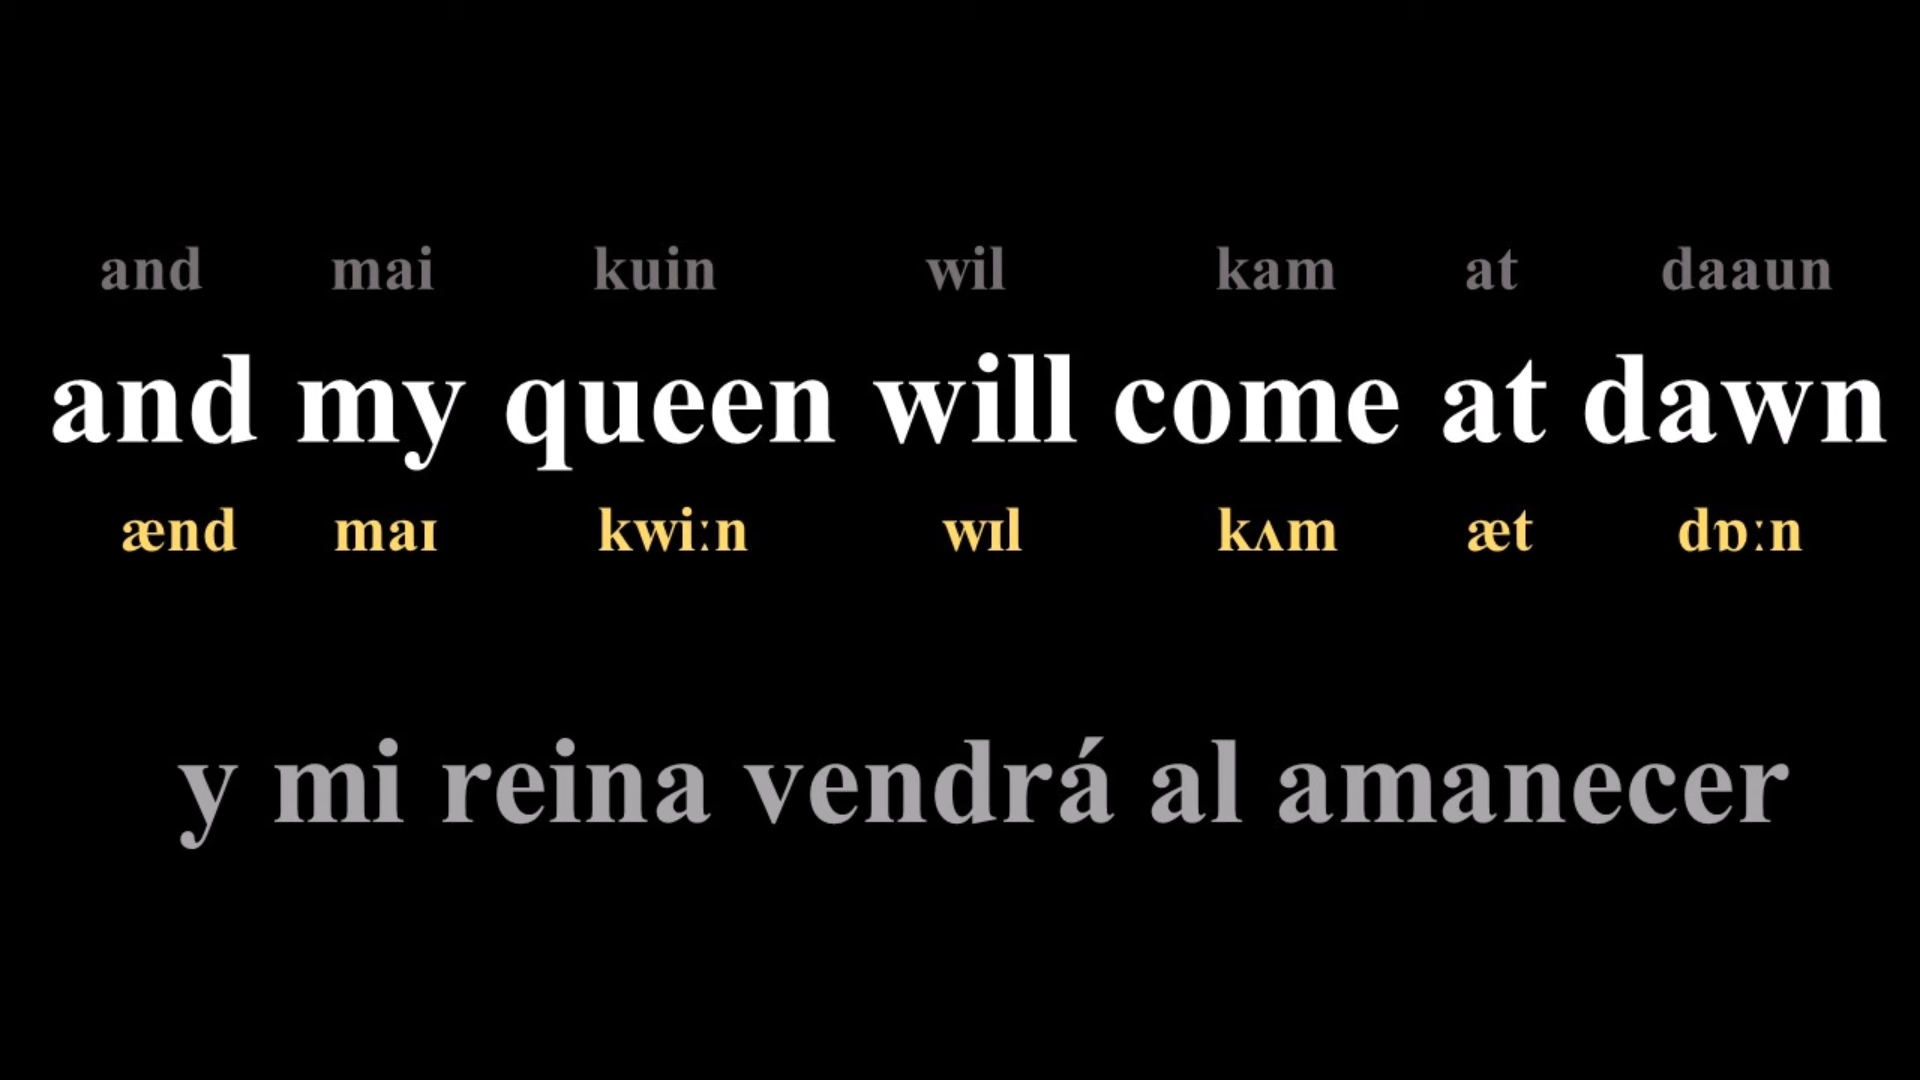 and mai kuin wil kam at daaun
and my queen will come at dawn
ænd maɪ kwiːn wɪl kʌm æt dɒːn
y mi reina vendrá al amanecer